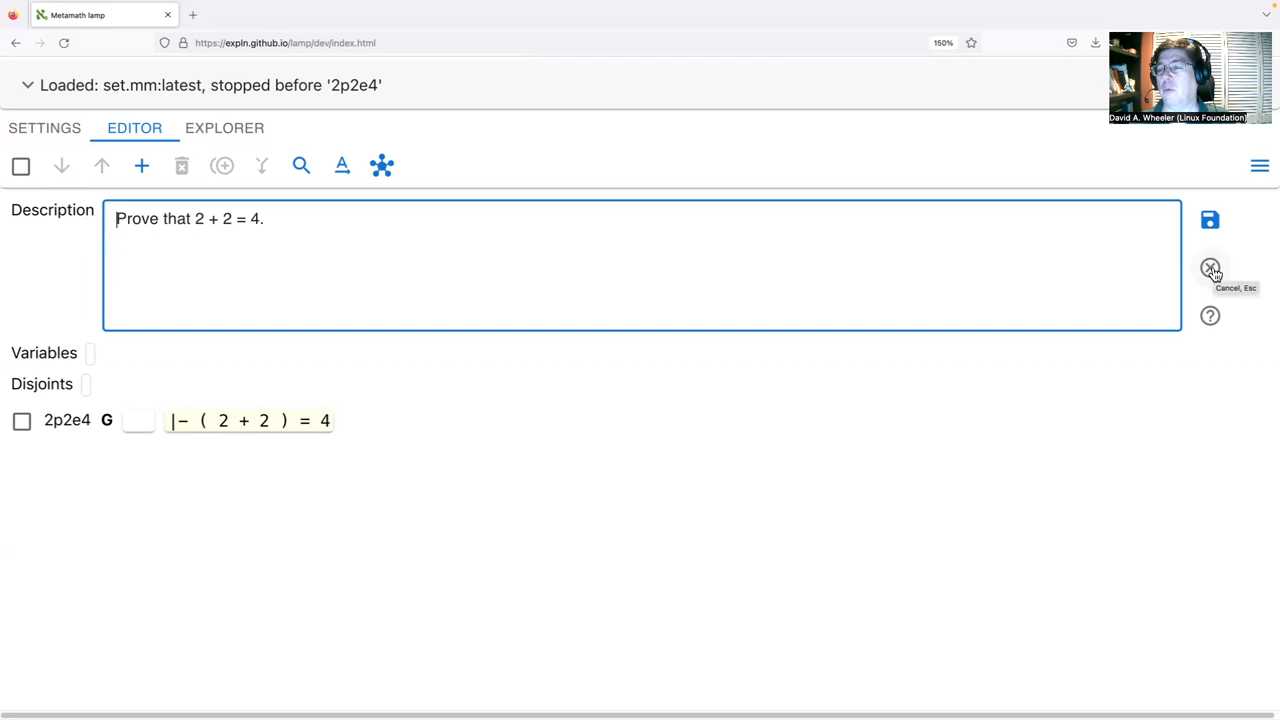 Metamath lamp
https://expln.github.io/lamp/dev/index.html
150%
Loaded: set.mm:latest, stopped before '2p2e4'
David A. Wheeler (Linux Foundation)
SETTINGS
EDITOR
EXPLORER
A
Description
Prove that 2 + 2 = 4.
Cancel, Esc
Variables
Disjoints
2p2e4 G |- ( 2 + 2 ) = 4